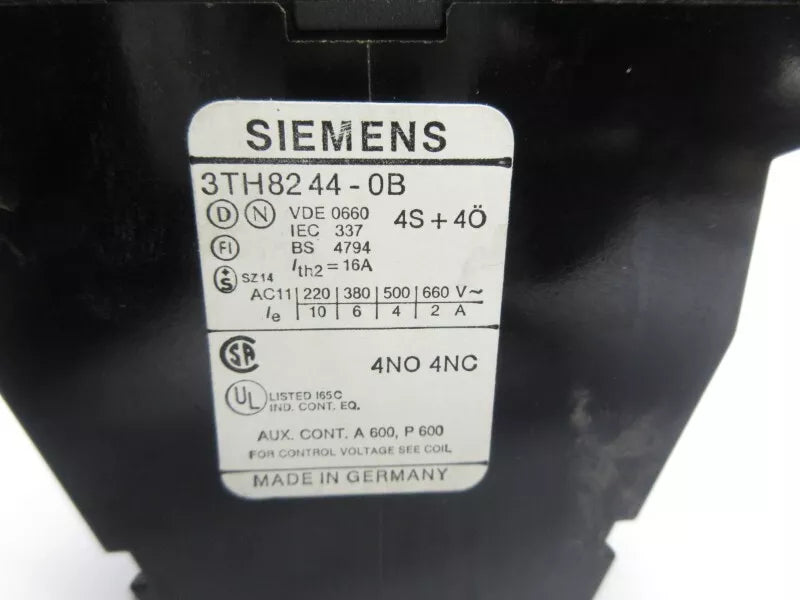 SIEMENS
3TH8244-0B
D N VDE 0660 4S + 4Ö
IEC 337
FI BS 4794
+S SZ14 Ith2 = 16A
AC11 | 220 | 380 | 500 | 660 V~
Ie | 10 | 6 | 4 | 2 A
SA 4NO 4NC
UL LISTED 165C
IND. CONT. EQ.
AUX. CONT. A 600, P 600
FOR CONTROL VOLTAGE SEE COIL
MADE IN GERMANY